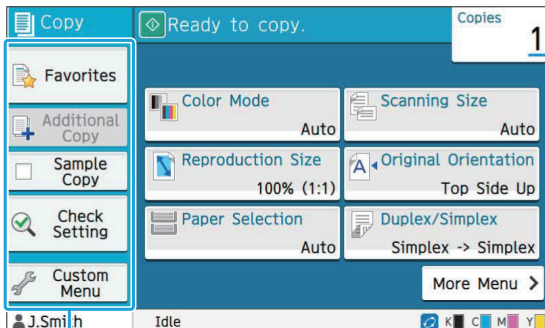 Copy
Ready to copy.
Copies
1
Favorites
Additional
Copy
Sample
Copy
Check
Setting
Custom
Menu
Color Mode
Auto
Scanning Size
Auto
Reproduction Size
100% (1:1)
Original Orientation
Top Side Up
Paper Selection
Auto
Duplex/Simplex
Simplex -> Simplex
More Menu >
J.Smith
Idle
K C M Y